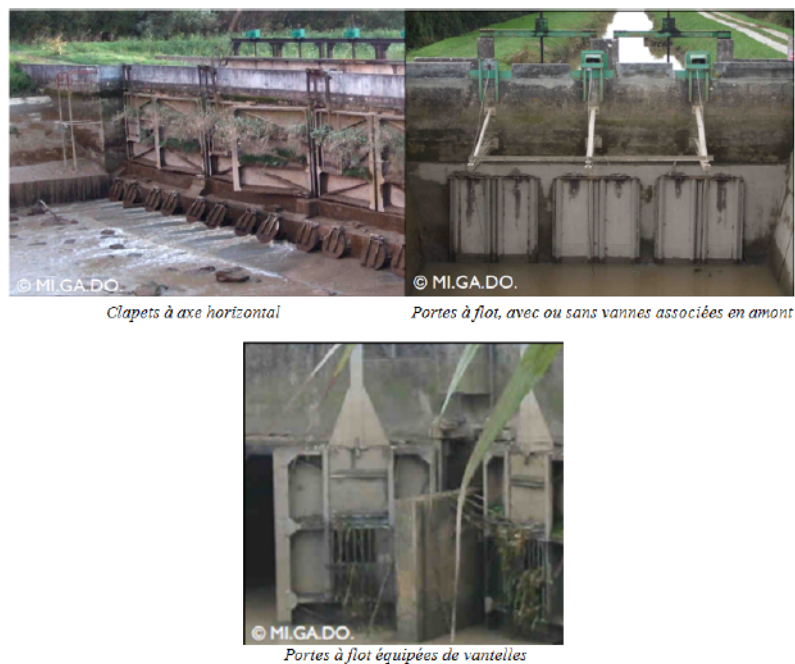 © MI.GA.DO.
© MI.GA.DO.
Clapets à axe horizontal
Portes à flot, avec ou sans vannes associées en amont
© MI.GA.DO.
Portes à flot équipées de vantelles